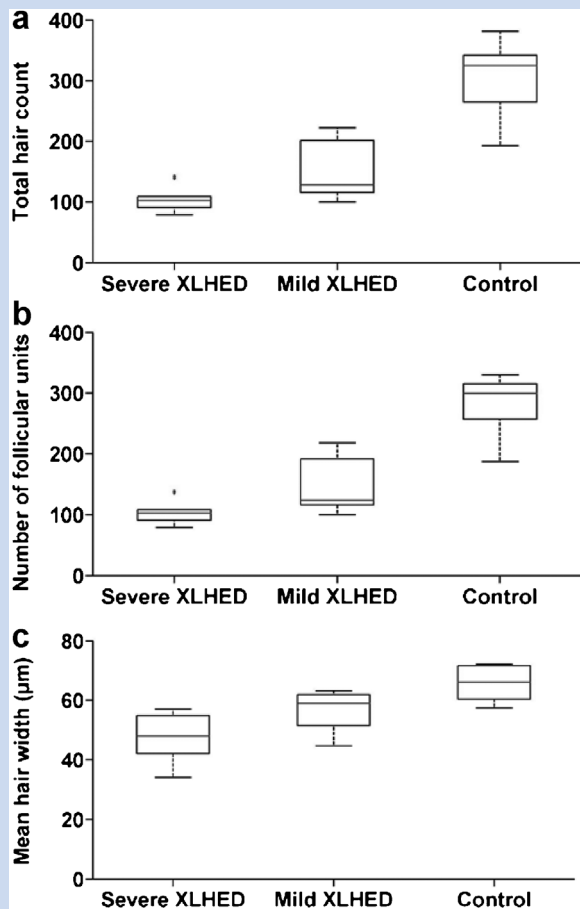 a
Total hair count
400
300
200
100
0
Severe XLHED Mild XLHED Control
b
Number of follicular units
400
300
200
100
0
Severe XLHED Mild XLHED Control
c
Mean hair width (µm)
80
60
40
20
0
Severe XLHED Mild XLHED Control